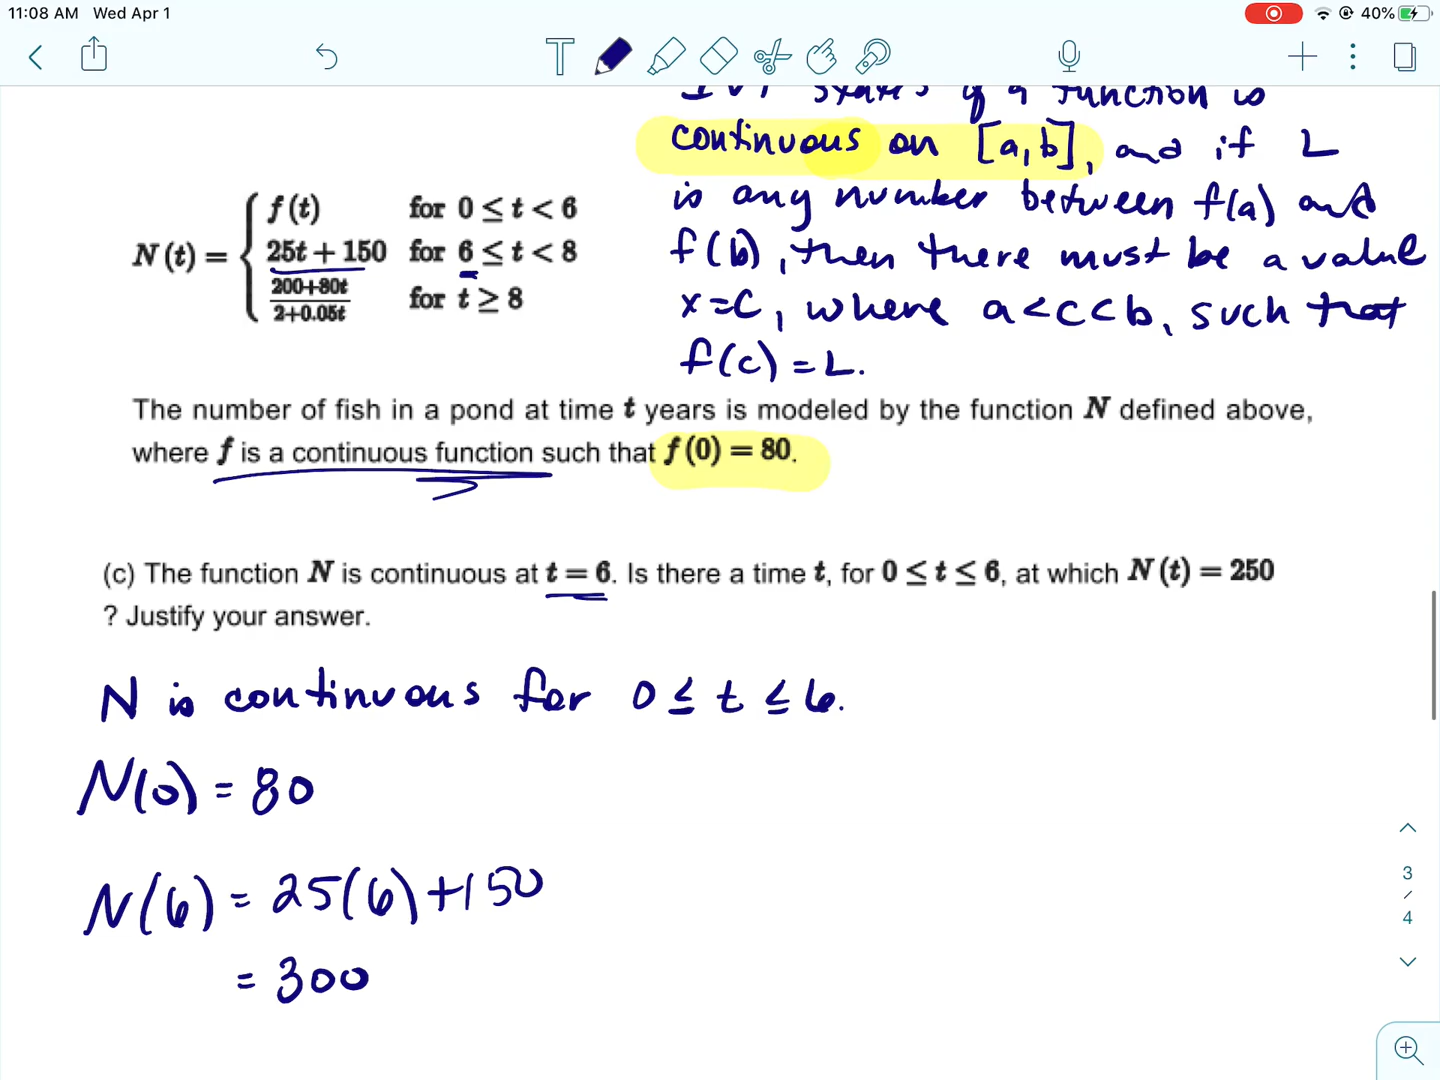 11:08 AM Wed Apr 1
40%
T
IVT states if a function is
continuous on [a,b], and if L
is any number between f(a) and
f(b), then there must be a value
x=c, where a<c<b, such that
f(c)=L.
N(t) = { f(t) for 0 ≤ t < 6
25t + 150 for 6 ≤ t < 8
200+80t / 2+0.05t for t ≥ 8
The number of fish in a pond at time t years is modeled by the function N defined above,
where f is a continuous function such that f(0) = 80.
(c) The function N is continuous at t = 6. Is there a time t, for 0 ≤ t ≤ 6, at which N(t) = 250
? Justify your answer.
N is continuous for 0 ≤ t ≤ 6.
N(0) = 80
N(6) = 25(6)+150
= 300
3
/
4